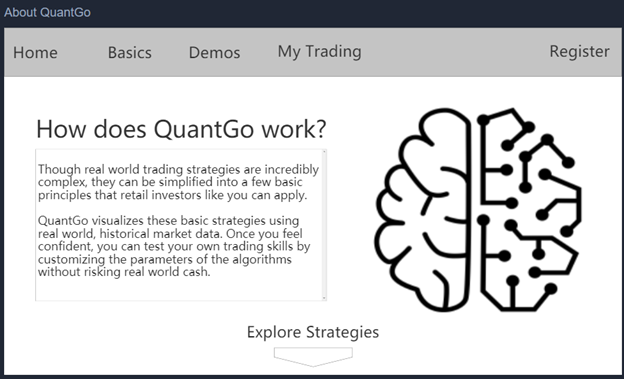 About QuantGo
Home Basics Demos My Trading Register
How does QuantGo work?
Though real world trading strategies are incredibly
complex, they can be simplified into a few basic
principles that retail investors like you can apply.
QuantGo visualizes these basic strategies using
real world, historical market data. Once you feel
confident, you can test your own trading skills by
customizing the parameters of the algorithms
without risking real world cash.
Explore Strategies